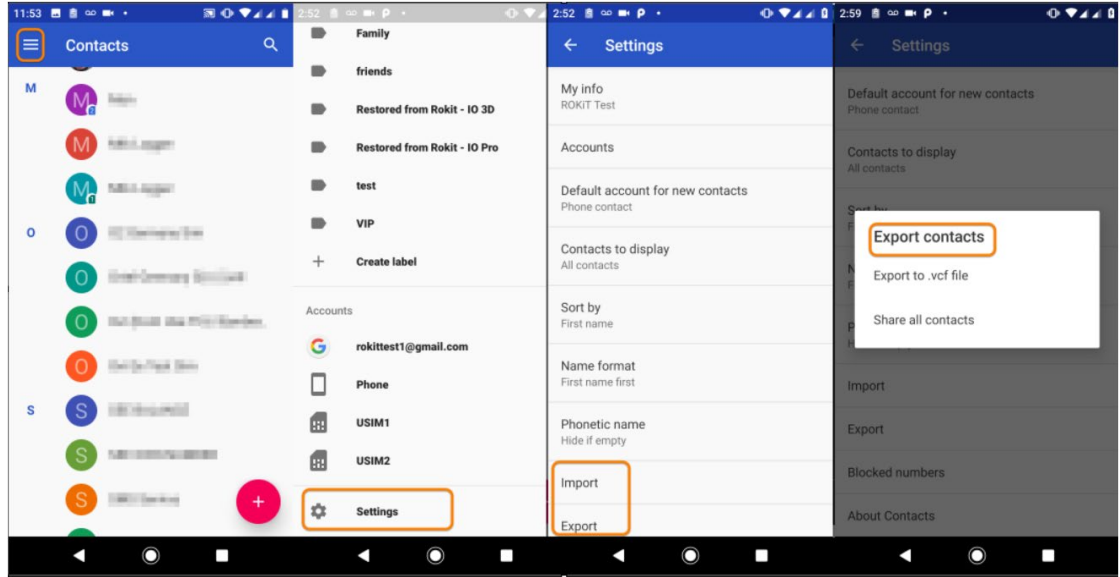 11:53
Contacts
M
M
M
M
O
O
O
O
O
S
S
S
S
+
2:52
Family
friends
Restored from Rokit - IO 3D
Restored from Rokit - IO Pro
test
VIP
Create label
Accounts
rokittest1@gmail.com
Phone
USIM1
USIM2
Settings
2:52
Settings
My info
ROKiT Test
Accounts
Default account for new contacts
Phone contact
Contacts to display
All contacts
Sort by
First name
Name format
First name first
Phonetic name
Hide if empty
Import
Export
2:59
Settings
Default account for new contacts
Phone contact
Contacts to display
All contacts
Sort by
Export contacts
Export to .vcf file
Share all contacts
Import
Export
Blocked numbers
About Contacts